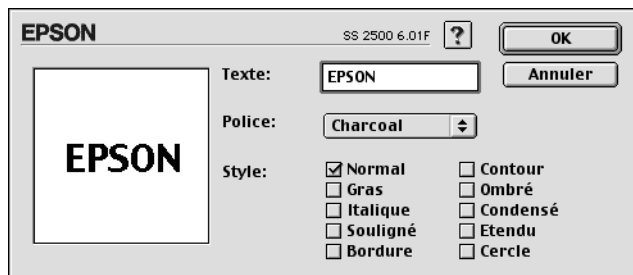 EPSON
SS 2500 6.01F
?
OK
Texte:
EPSON
Annuler
Police:
Charcoal
EPSON
Style:
Normal
Contour
Gras
Ombré
Italique
Condensé
Souligné
Etendu
Bordure
Cercle